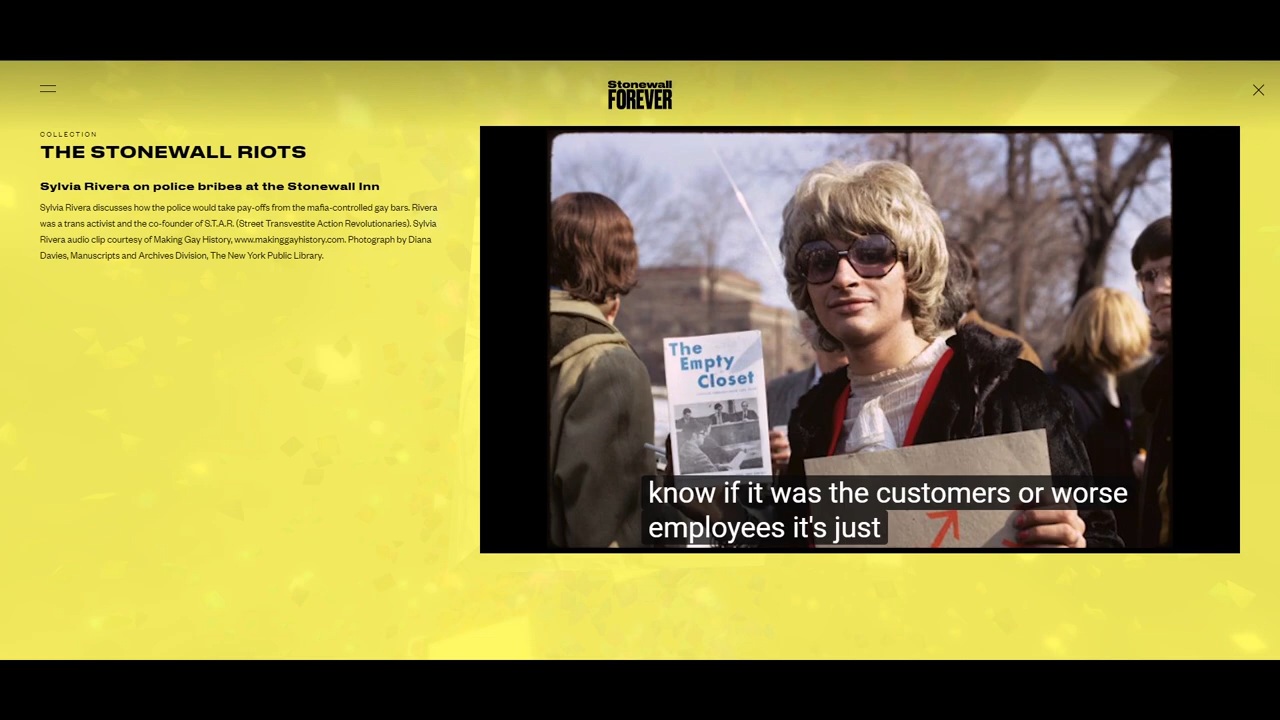 Stonewall
FOREVER
COLLECTION
THE STONEWALL RIOTS
Sylvia Rivera on police bribes at the Stonewall Inn
Sylvia Rivera discusses how the police would take pay-offs from the mafia-controlled gay bars. Rivera
was a trans activist and the co-founder of S.T.A.R. (Street Transvestite Action Revolutionaries). Sylvia
Rivera audio clip courtesy of Making Gay History, www.makinggayhistory.com. Photograph by Diana
Davies, Manuscripts and Archives Division, The New York Public Library.
The
Empty
Closet
know if it was the customers or worse
employees it's just